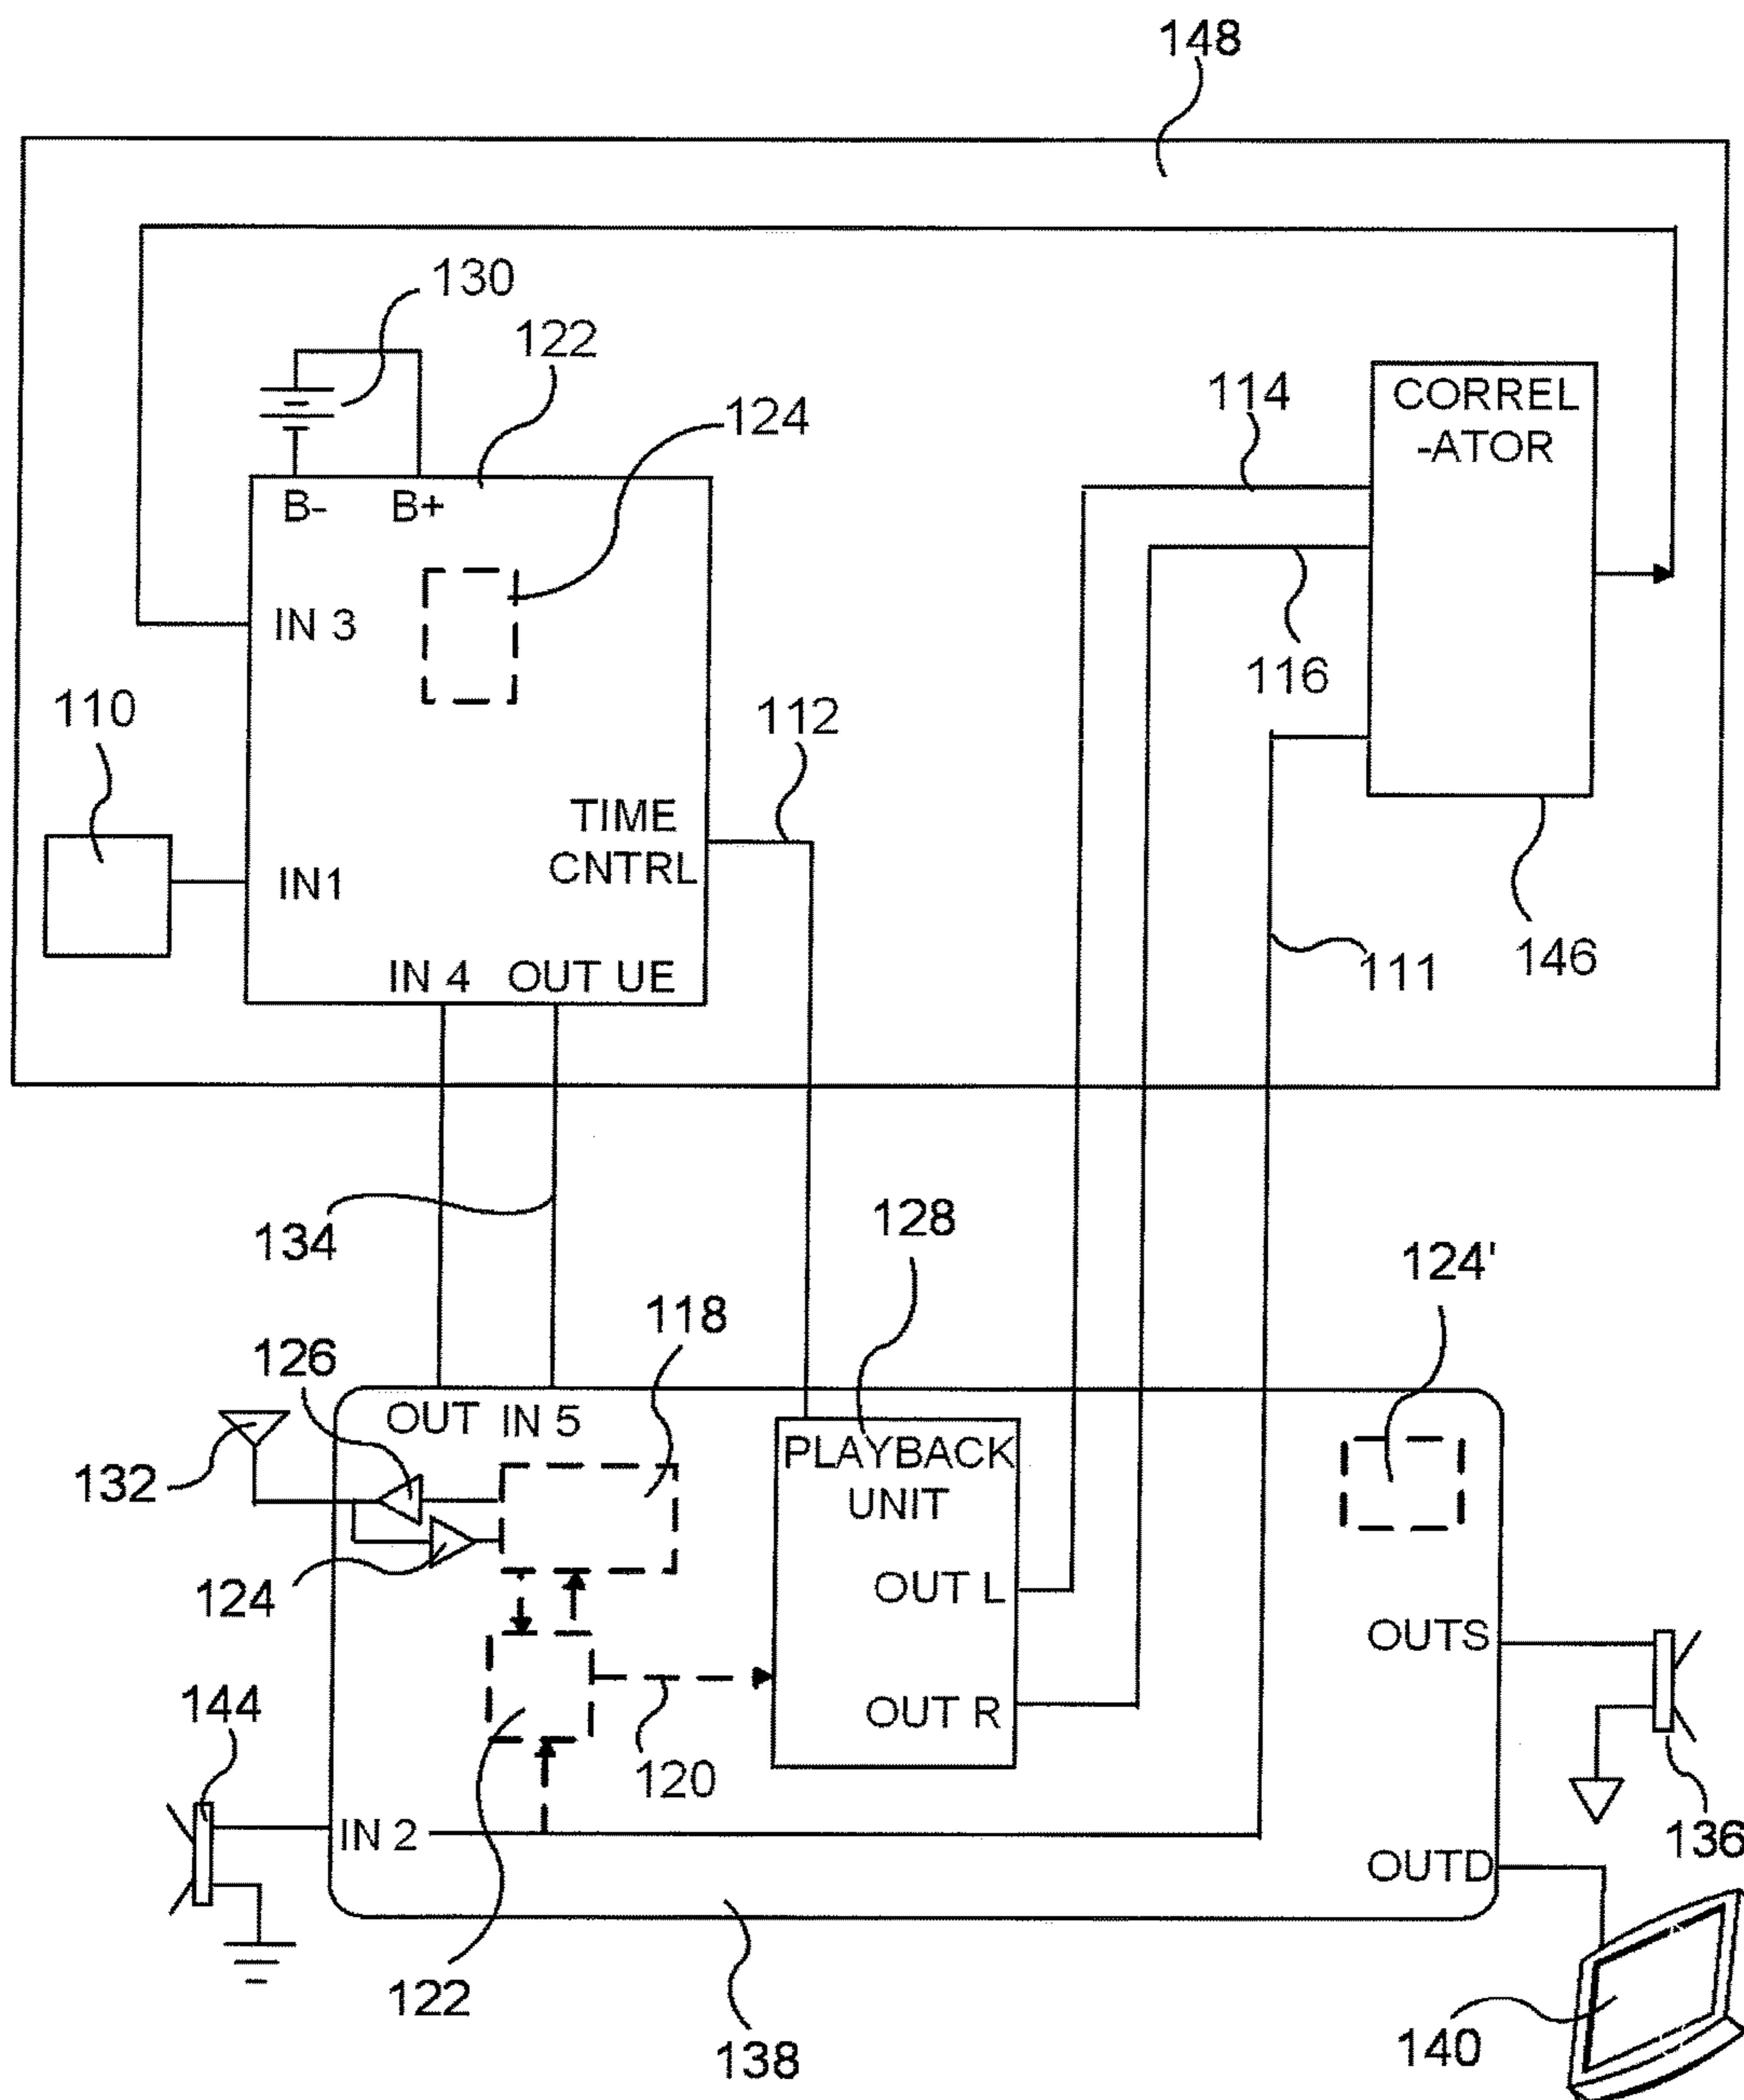 148
130
122
124
114
CORREL
-ATOR
B-
B+
IN 3
116
110
112
TIME
CNTRL
IN1
111
146
IN 4
OUT UE
134
128
124'
118
126
OUT
IN 5
132
PLAYBACK
UNIT
124
OUT L
OUTS
144
OUT R
120
IN 2
136
OUTD
122
138
140